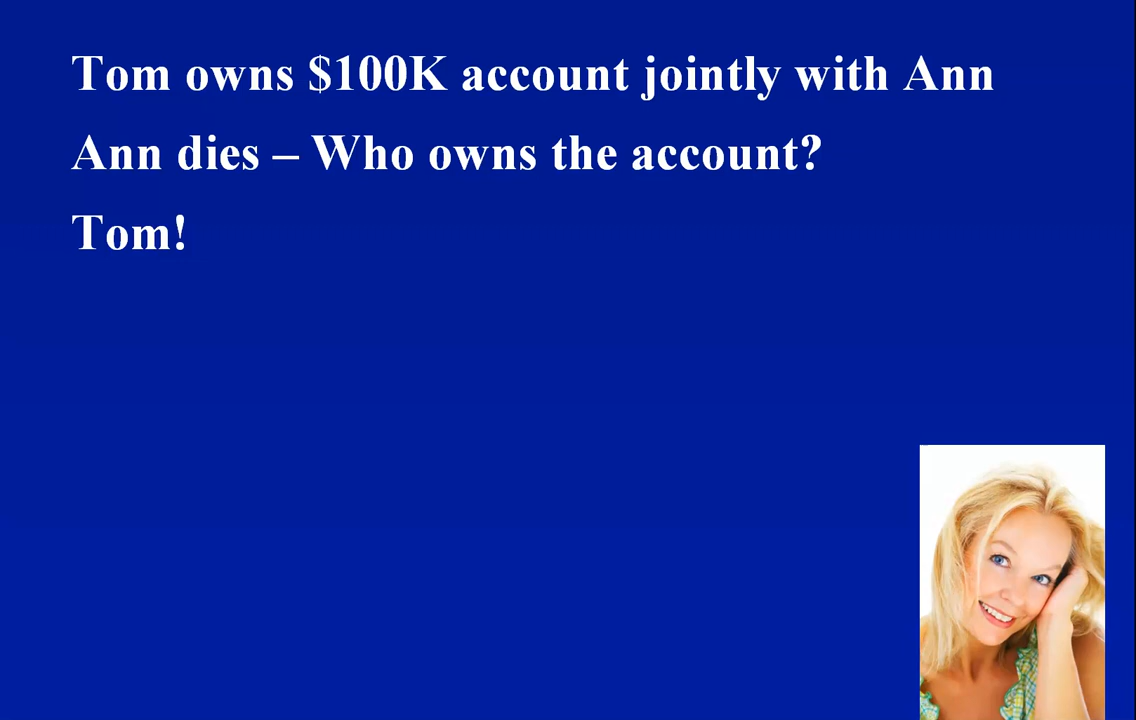 Tom owns $100K account jointly with Ann
Ann dies – Who owns the account?
Tom!